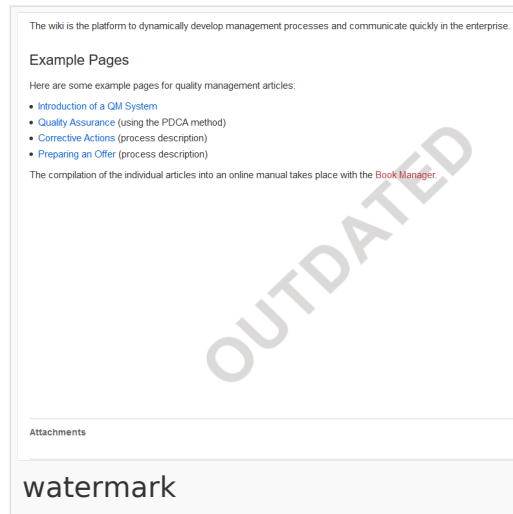 The wiki is the platform to dynamically develop management processes and communicate quickly in the enterprise.
Example Pages
Here are some example pages for quality management articles:
• Introduction of a QM System
• Quality Assurance (using the PDCA method)
• Corrective Actions (process description)
• Preparing an Offer (process description)
The compilation of the individual articles into an online manual takes place with the Book Manager.
OUTDATED
Attachments
watermark